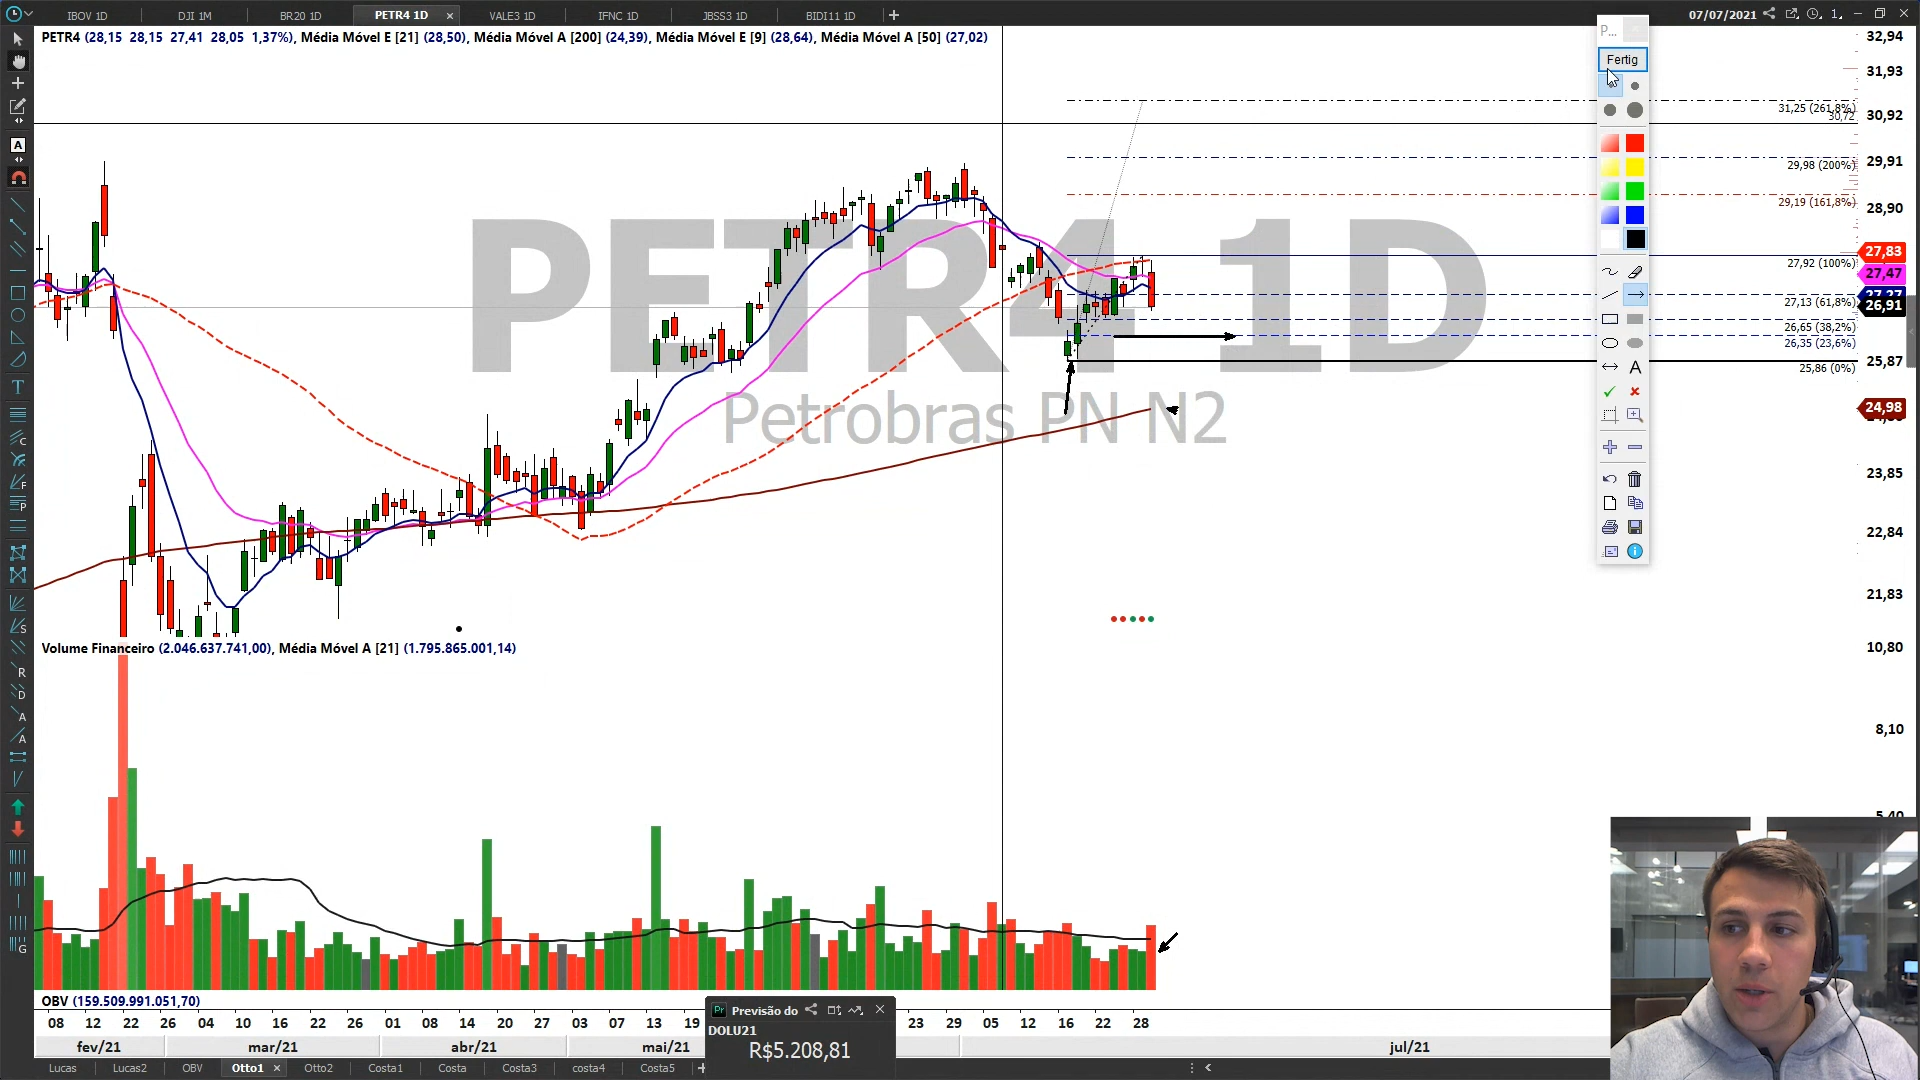 IBOV 1D DJI 1M BR20 1D PETR4 1D VALE3 1D IFNC 1D JBSS3 1D BIDI11 1D 07/07/2021
PETR4 (28,15 28,15 27,41 28,05 1,37%), Média Móvel E [21] (28,50), Média Móvel A [200] (24,39), Média Móvel E [9] (28,64), Média Móvel A [50] (27,02)
P...
Fertig
PETR4 1D
Petrobras PN N2
31,25 (261,8%)
30,72
29,98 (200%)
29,19 (161,8%)
27,92 (100%)
27,13 (61,8%)
26,65 (38,2%)
26,35 (23,6%)
25,86 (0%)
32,94
31,93
30,92
29,91
28,90
27,83
27,47
27,27
26,91
25,87
24,98
23,85
22,84
21,83
10,80
8,10
5,40
Volume Financeiro (2.046.637.741,00), Média Móvel A [21] (1.795.865.001,14)
OBV (159.509.991.051,70)
08 12 22 26 04 10 16 22 26 01 08 14 20 27 03 07 13 19 23 29 05 12 16 22 28
fev/21 mar/21 abr/21 mai/21 jul/21
Previsão do
DOLU21
R$5.208,81
Lucas Lucas2 OBV Otto1 Otto2 Costa1 Costa Costa3 costa4 Costa5